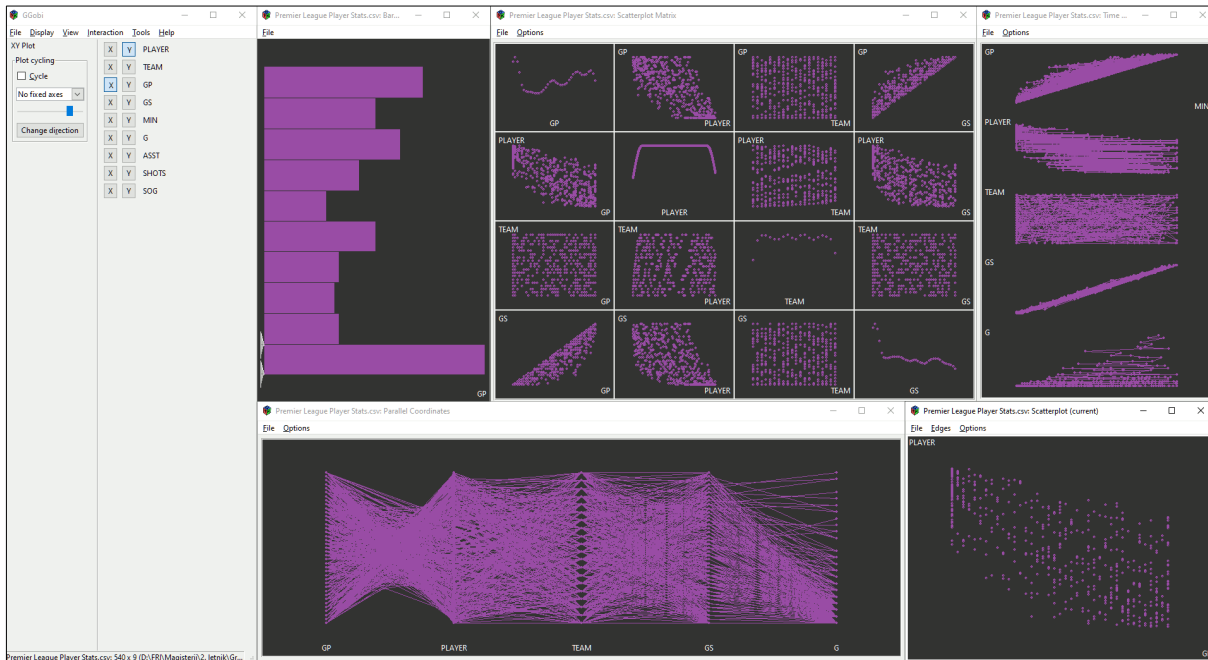 GGobi
File Display View Interaction Tools Help
XY Plot
Plot cycling
Cycle
No fixed axes
Change direction
X Y PLAYER
X Y TEAM
X Y GP
X Y GS
X Y MIN
X Y G
X Y ASST
X Y SHOTS
X Y SOG
Premier League Player Stats.csv: 540 x 9 (D:\FRI\Magisterij\2. letnik\Gr...
Premier League Player Stats.csv: Bar...
File
GP
Premier League Player Stats.csv: Scatterplot Matrix
File Options
GP
GP
PLAYER
TEAM
GS
PLAYER
GP
PLAYER
PLAYER
TEAM
PLAYER
GS
TEAM
GP
TEAM
PLAYER
TEAM
TEAM
GS
GS
GP
GS
PLAYER
GS
TEAM
GS
Premier League Player Stats.csv: Time ...
File Options
GP
MIN
PLAYER
TEAM
GS
G
Premier League Player Stats.csv: Parallel Coordinates
File Options
GP PLAYER TEAM GS G
Premier League Player Stats.csv: Scatterplot (current)
File Edges Options
PLAYER